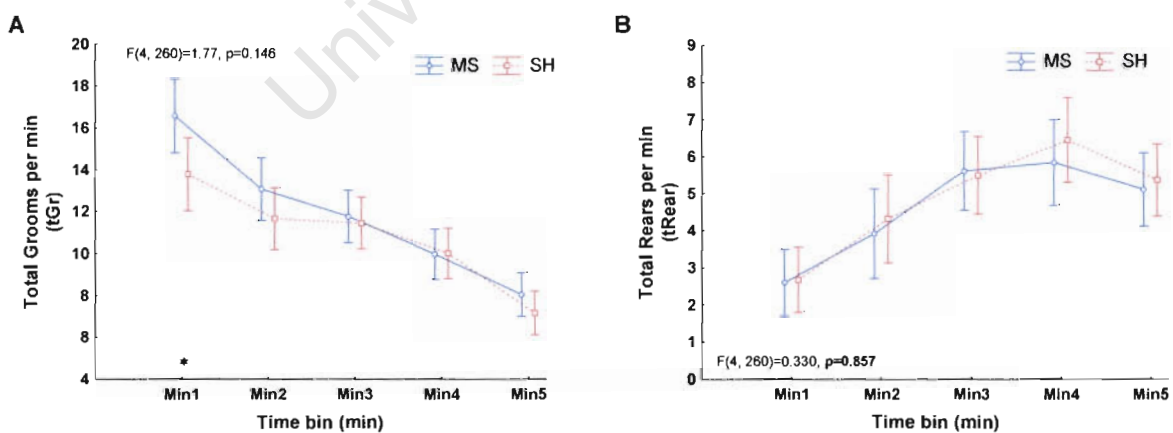 A
F(4, 260)=1.77, p=0.146
MS SH
Total Grooms per min
(tGr)
20
18
16
14
12
10
8
6
4
*
Min1 Min2 Min3 Min4 Min5
Time bin (min)
B
MS SH
Total Rears per min
(tRear)
9
8
7
6
5
4
3
2
1
0
F(4, 260)=0.330, p=0.857
Min1 Min2 Min3 Min4 Min5
Time bin (min)
Univ